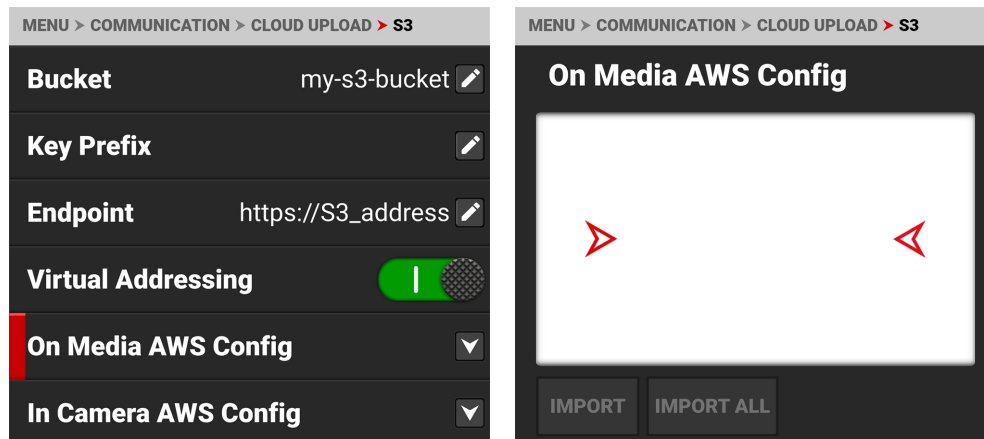 MENU > COMMUNICATION > CLOUD UPLOAD > S3
Bucket my-s3-bucket
Key Prefix
Endpoint https://S3_address
Virtual Addressing
On Media AWS Config
In Camera AWS Config
MENU > COMMUNICATION > CLOUD UPLOAD > S3
On Media AWS Config
IMPORT IMPORT ALL